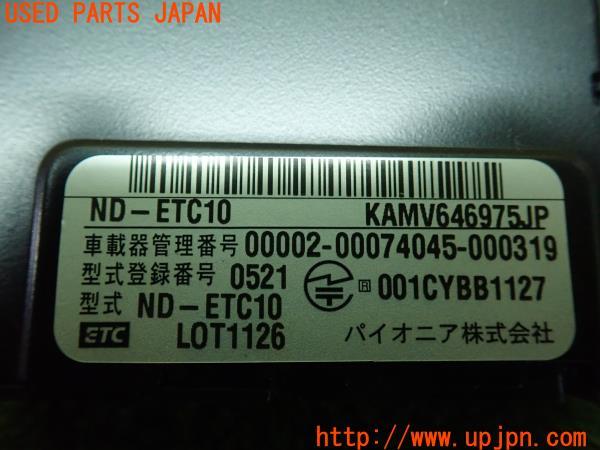 USED PARTS JAPAN
ND-ETC10 KAMV646975JP
車載器管理番号 00002-00074045-000319
型式登録番号 0521 R 001CYBB1127
型式 ND-ETC10
ETC LOT1126 パイオニア株式会社
http://www.upjpn.com/